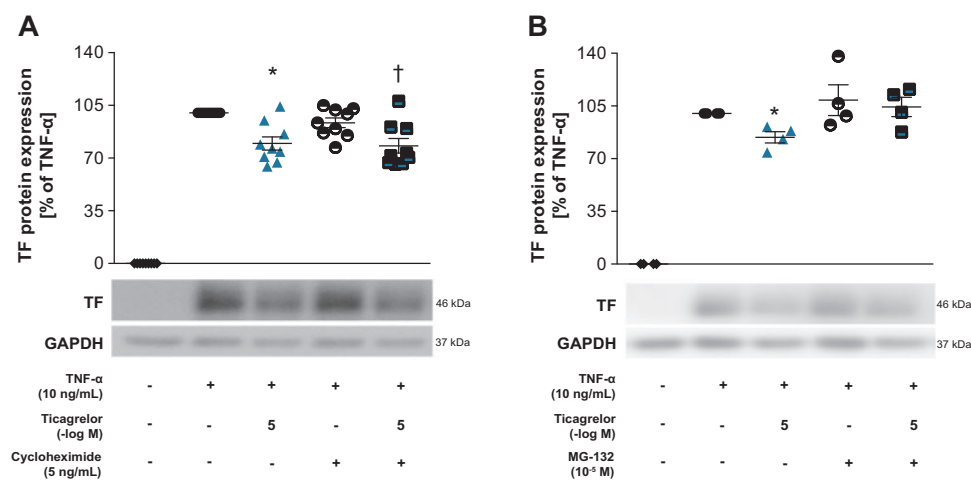 A
TF protein expression
[% of TNF-α]
140
105
70
35
0
*
†
TF
46 kDa
GAPDH
37 kDa
TNF-α
(10 ng/mL)
- + + + +
Ticagrelor
(-log M)
- - 5 - 5
Cycloheximide
(5 ng/mL)
- - - + +
B
TF protein expression
[% of TNF-α]
140
105
70
35
0
*
TF
46 kDa
GAPDH
37 kDa
TNF-α
(10 ng/mL)
- + + + +
Ticagrelor
(-log M)
- - 5 - 5
MG-132
(10⁻⁵ M)
- - - + +